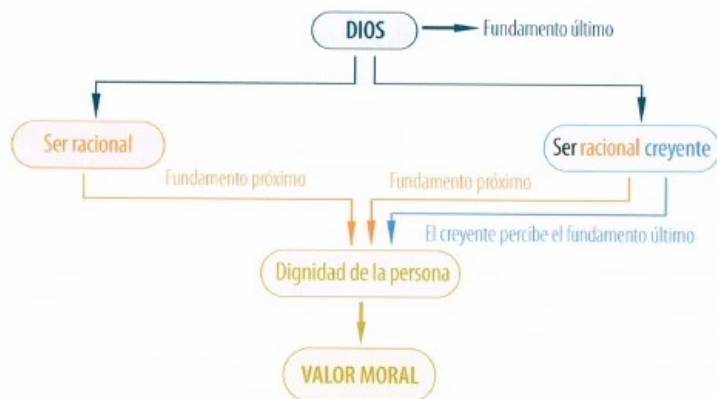 DIOS
Fundamento último
Ser racional
Ser racional creyente
Fundamento próximo
Fundamento próximo
El creyente percibe el fundamento último
Dignidad de la persona
VALOR MORAL